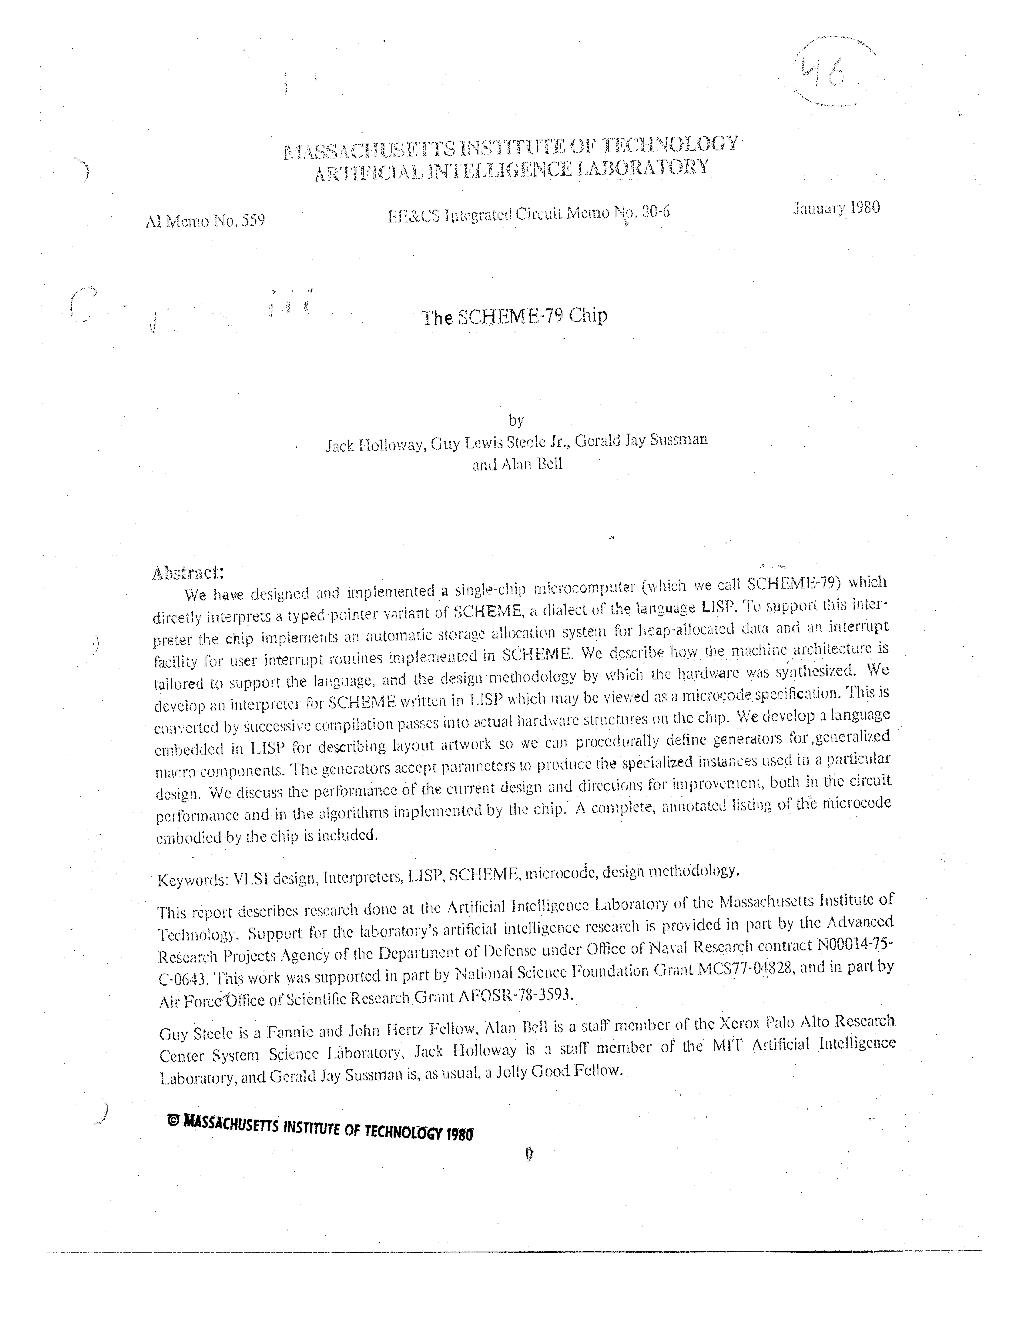 46
MASSACHUSETTS INSTITUTE OF TECHNOLOGY
ARTIFICIAL INTELLIGENCE LABORATORY
AI Memo No. 559 EE&CS Integrated Circuit Memo No. 80-6 January 1980
The SCHEME-79 Chip
by
Jack Holloway, Guy Lewis Steele Jr., Gerald Jay Sussman
and Alan Bell
Abstract:
We have designed and implemented a single-chip microcomputer (which we call SCHEME-79) which
directly interprets a typed pointer variant of SCHEME, a dialect of the language LISP. To support this inter-
preter the chip implements an automatic storage allocation system for heap-allocated data and an interrupt
facility for user interrupt routines implemented in SCHEME. We describe how the machine architecture is
tailored to support the language, and the design methodology by which the hardware was synthesized. We
develop an interpreter for SCHEME written in LISP which may be viewed as a microcode specification. This is
converted by successive compilation passes into actual hardware structures on the chip. We develop a language
embedded in LISP for describing layout artwork so we can procedurally define generators for generalized
macro components. The generators accept parameters to produce the specialized instances used in a particular
design. We discuss the performance of the current design and directions for improvement, both in the circuit
performance and in the algorithms implemented by the chip. A complete, annotated listing of the microcode
embodied by the chip is included.
Keywords: VLSI design, Interpreters, LISP, SCHEME, microcode, design methodology.
This report describes research done at the Artificial Intelligence Laboratory of the Massachusetts Institute of
Technology. Support for the laboratory's artificial intelligence research is provided in part by the Advanced
Research Projects Agency of the Department of Defense under Office of Naval Research contract N00014-75-
C-0643. This work was supported in part by National Science Foundation Grant MCS77-04828, and in part by
Air Force Office of Scientific Research Grant AFOSR-78-3593.
Guy Steele is a Fannie and John Hertz Fellow, Alan Bell is a staff member of the Xerox Palo Alto Research
Center System Science Laboratory, Jack Holloway is a staff member of the MIT Artificial Intelligence
Laboratory, and Gerald Jay Sussman is, as usual, a Jolly Good Fellow.
© MASSACHUSETTS INSTITUTE OF TECHNOLOGY 1980
0